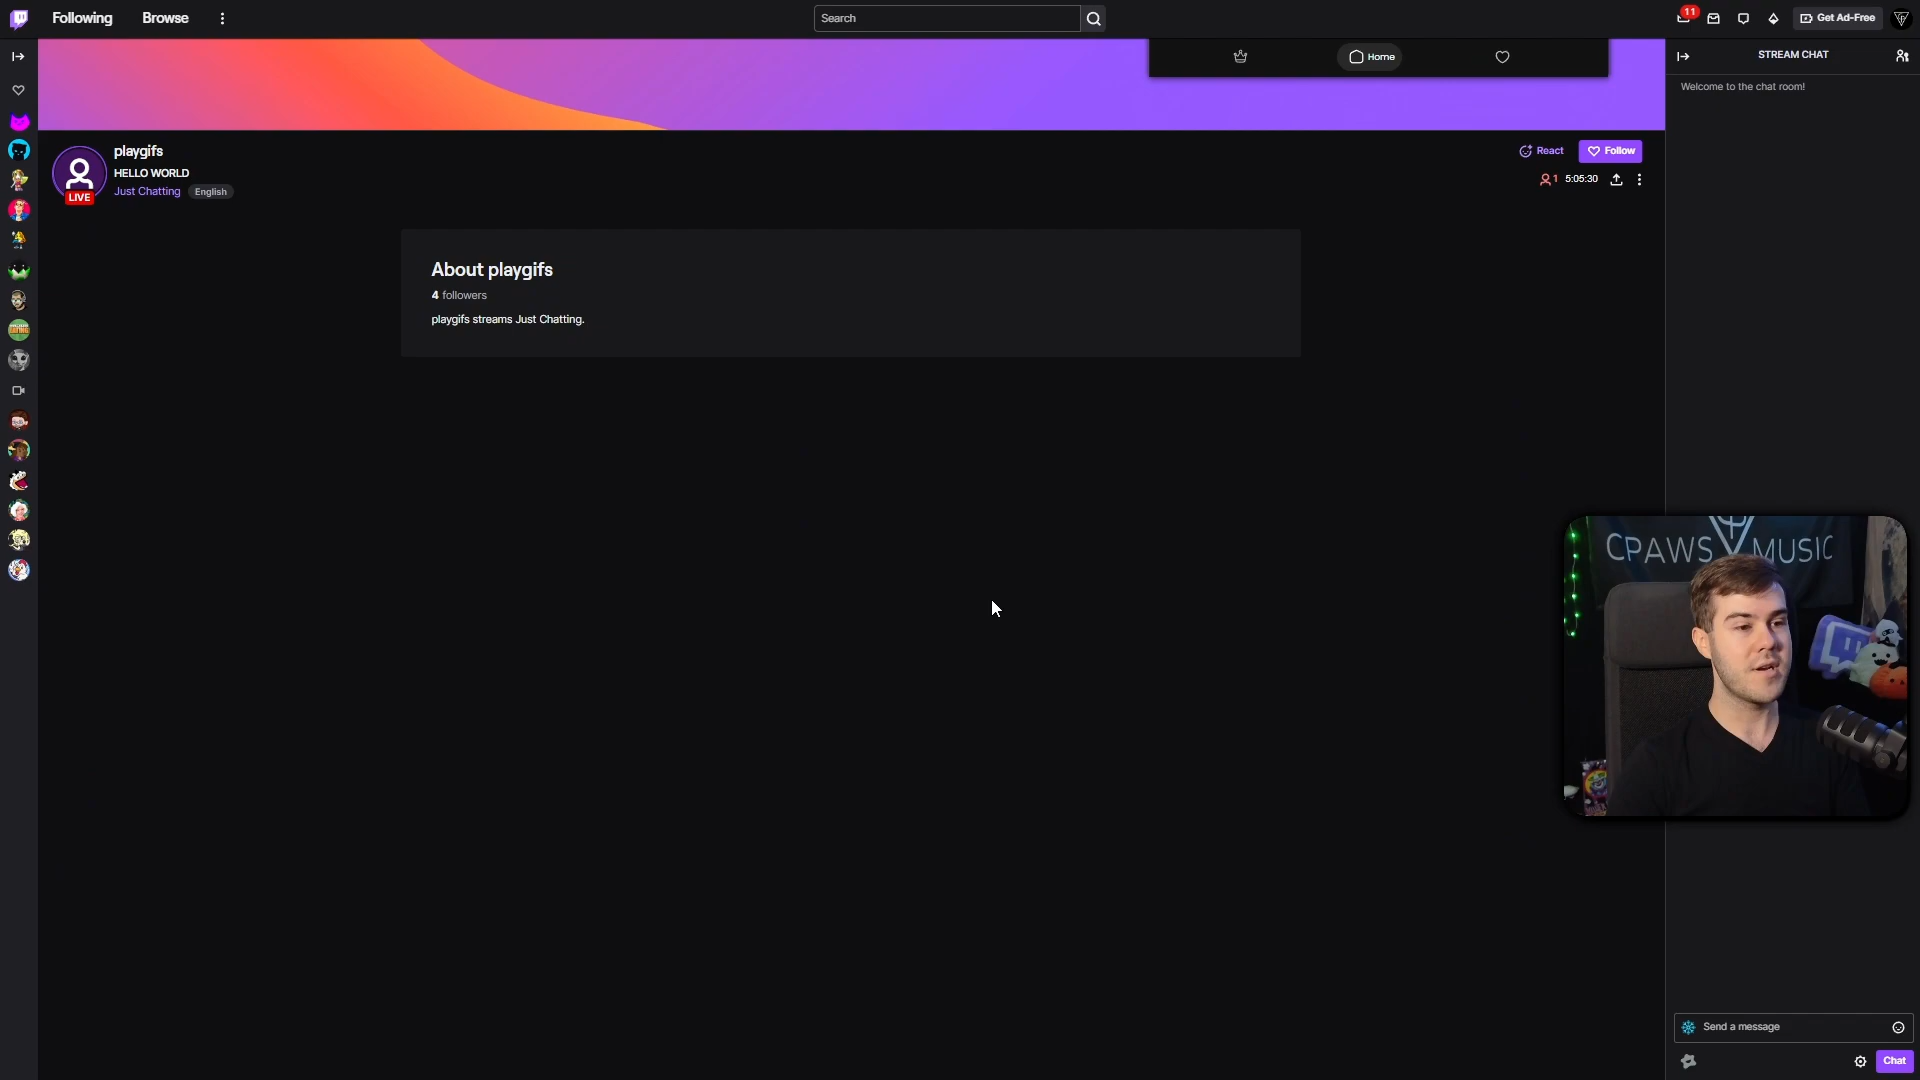 Following
Browse
Search
11
Get Ad-Free
Home
STREAM CHAT
Welcome to the chat room!
playgifs
HELLO WORLD
Just Chatting
English
LIVE
React
Follow
1
5:05:30
About playgifs
4 followers
playgifs streams Just Chatting.
CPAWS MUSIC
Send a message
Chat